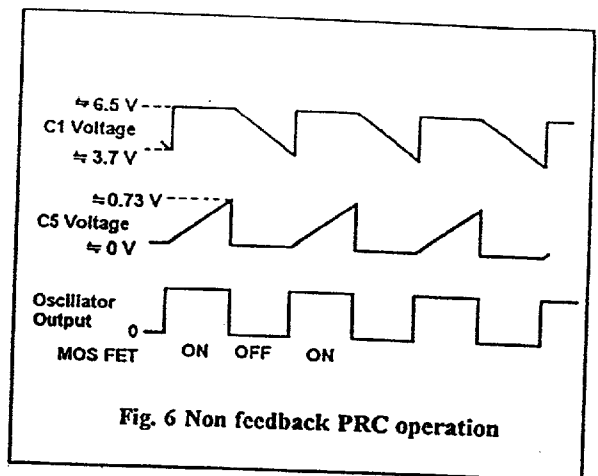 ≒ 6.5 V
C1 Voltage
≒ 3.7 V
≒0.73 V
C5 Voltage
≒ 0 V
Oscillator
Output
0
MOS FET ON OFF ON
Fig. 6 Non feedback PRC operation